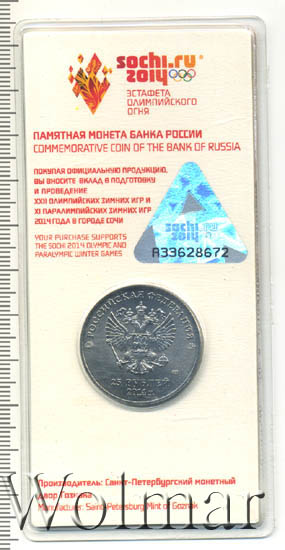 sochi.ru
2014
ЭСТАФЕТА
ОЛИМПИЙСКОГО
ОГНЯ
ПАМЯТНАЯ МОНЕТА БАНКА РОССИИ
COMMEMORATIVE COIN OF THE BANK OF RUSSIA
ПОКУПАЯ ОФИЦИАЛЬНУЮ ПРОДУКЦИЮ,
ВЫ ВНОСИТЕ ВКЛАД В ПОДГОТОВКУ
И ПРОВЕДЕНИЕ
XXII ОЛИМПИЙСКИХ ЗИМНИХ ИГР И
XI ПАРАЛИМПИЙСКИХ ЗИМНИХ ИГР
2014 ГОДА В ГОРОДЕ СОЧИ
YOUR PURCHASE SUPPORTS
THE SOCHI 2014 OLYMPIC AND
PARALYMPIC WINTER GAMES
sochi.ru
2014
A33628672
РОССИЙСКАЯ ФЕДЕРАЦИЯ
25 РУБЛЕЙ
2014 г.
Производитель: Санкт-Петербургский монетный
двор Гознака
Manufacturer: Saint-Petersburg Mint of Goznak
Wolmar